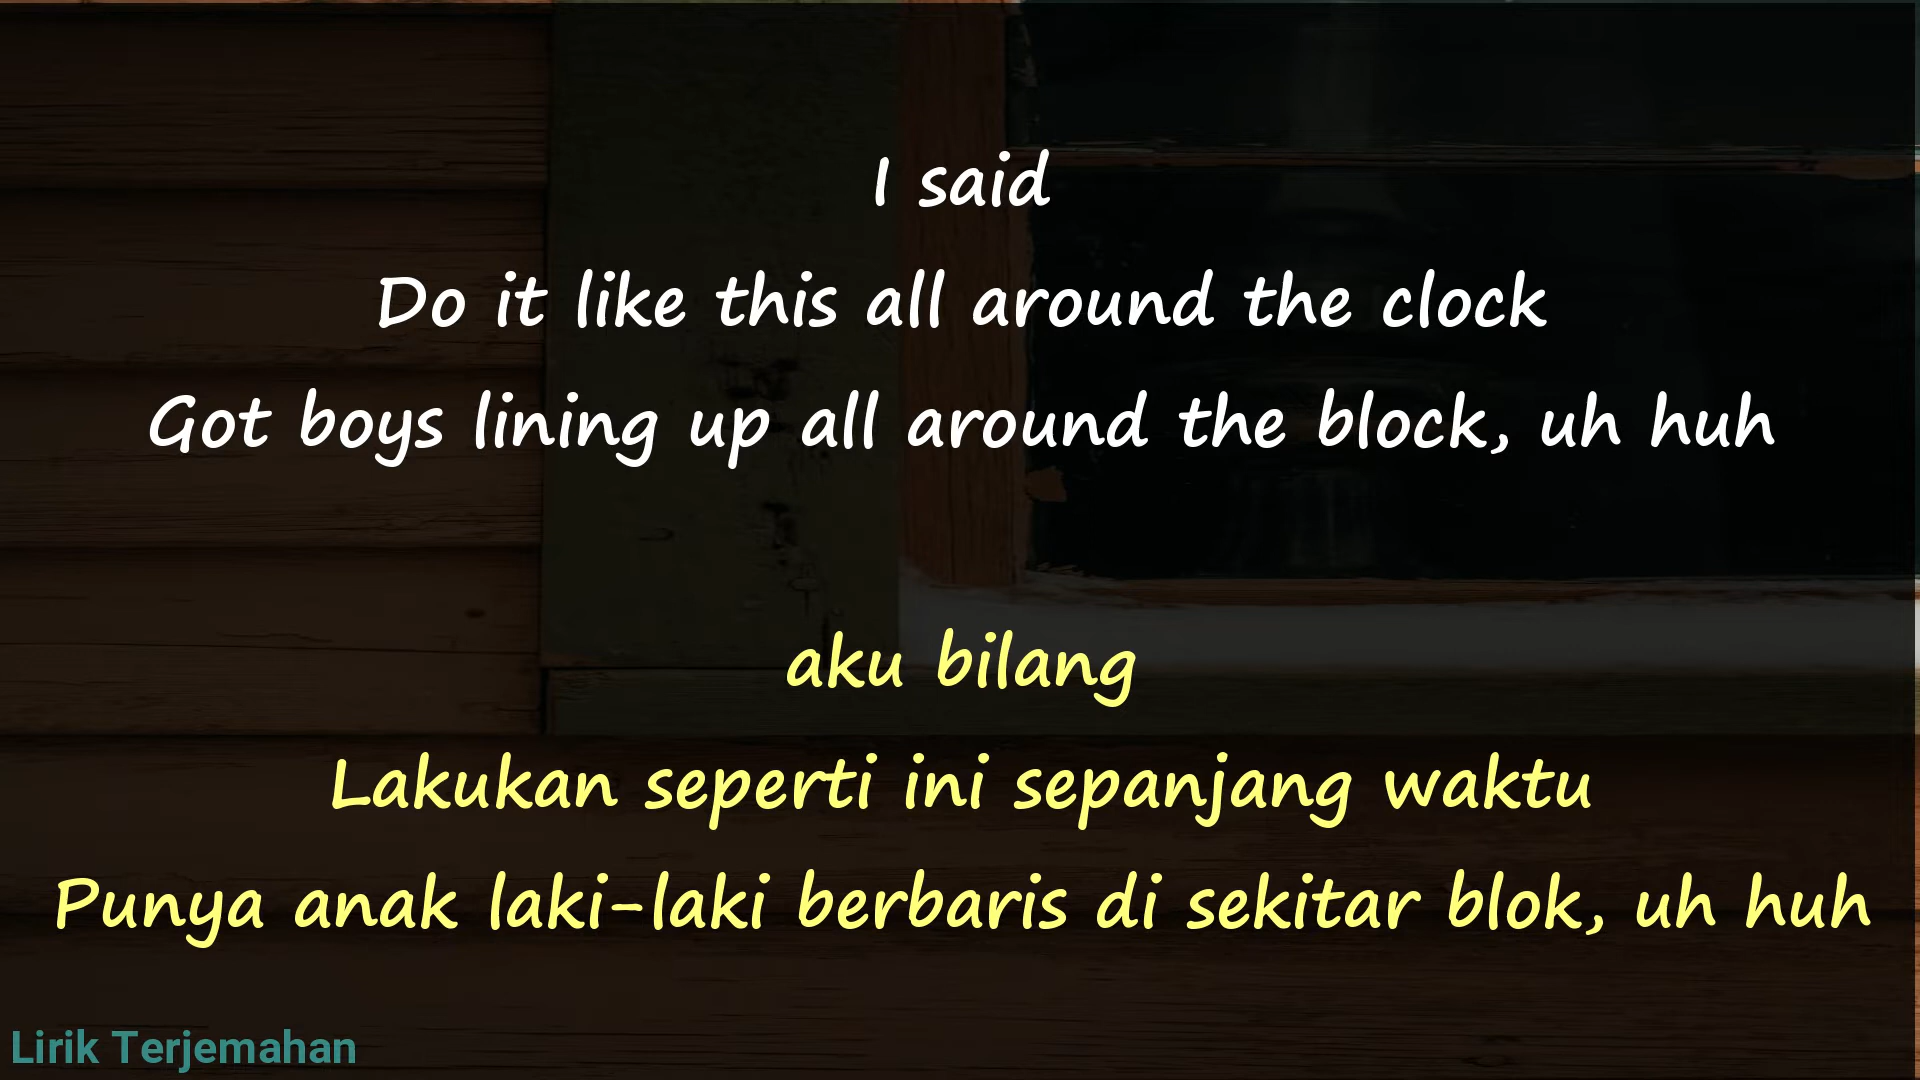 I said
Do it like this all around the clock
Got boys lining up all around the block, uh huh
aku bilang
Lakukan seperti ini sepanjang waktu
Punya anak laki-laki berbaris di sekitar blok, uh huh
Lirik Terjemahan